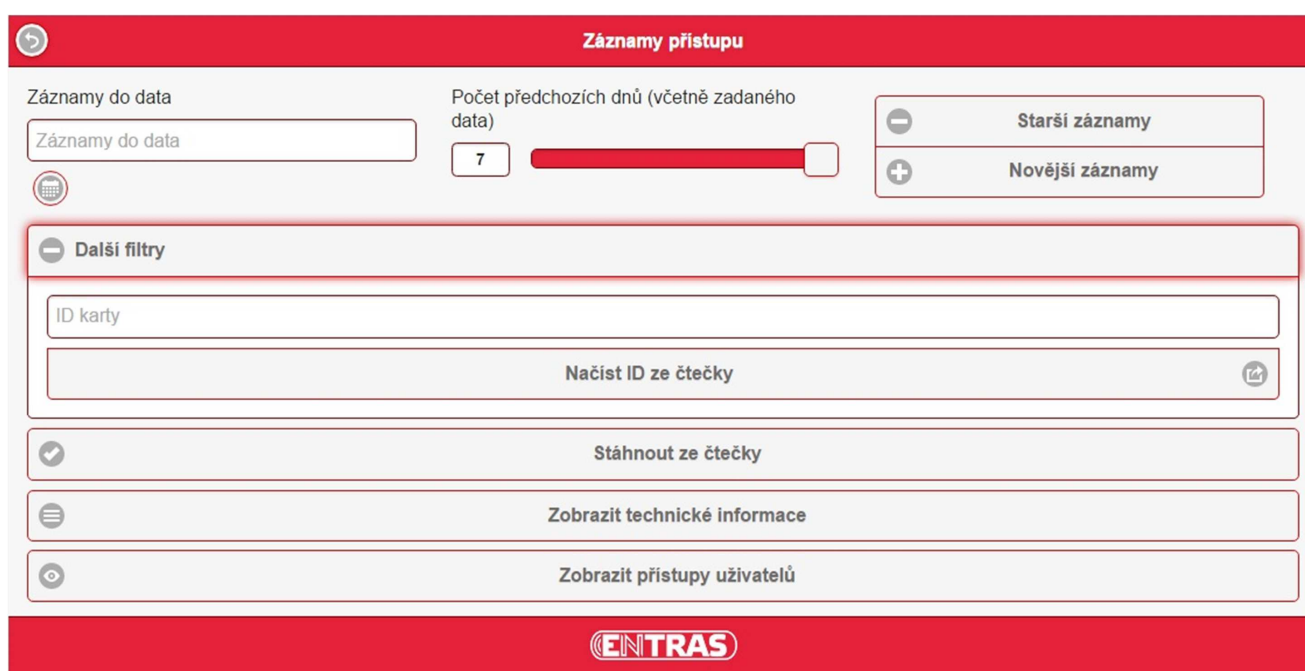 Záznamy přístupu
Záznamy do data
Záznamy do data
Počet předchozích dnů (včetně zadaného
data)
7
Starší záznamy
Novější záznamy
Další filtry
ID karty
Načíst ID ze čtečky
Stáhnout ze čtečky
Zobrazit technické informace
Zobrazit přístupy uživatelů
ENTRAS